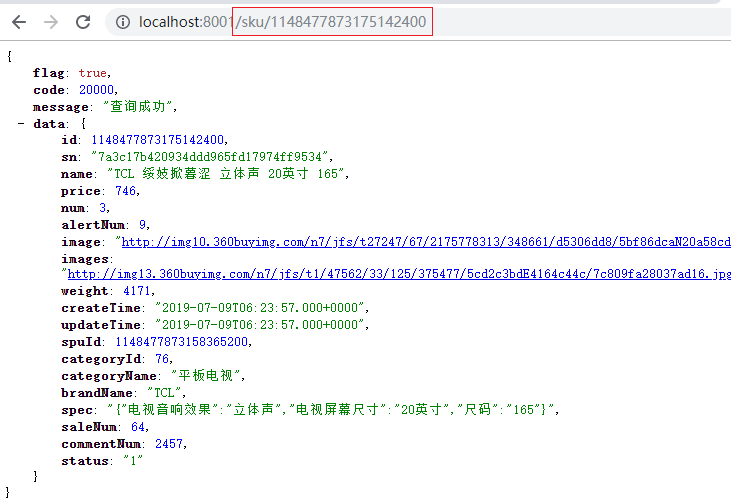 localhost:8001/sku/1148477873175142400
{
flag: true,
code: 20000,
message: "查询成功",
- data: {
id: 1148477873175142400,
sn: "7a3c17b420934ddd965fd17974ff9534",
name: "TCL 绥妓掀暮涩 立体声 20英寸 165",
price: 746,
num: 3,
alertNum: 9,
image: "http://img10.360buyimg.com/n7/jfs/t27247/67/2175778313/348661/d5306dd8/5bf86dcaN20a58cd
images:
"http://img13.360buyimg.com/n7/jfs/t1/47562/33/125/375477/5cd2c3bdE4164c44c/7c809fa28037ad16.jpg
weight: 4171,
createTime: "2019-07-09T06:23:57.000+0000",
updateTime: "2019-07-09T06:23:57.000+0000",
spuId: 1148477873158365200,
categoryId: 76,
categoryName: "平板电视",
brandName: "TCL",
spec: "{"电视音响效果":"立体声","电视屏幕尺寸":"20英寸","尺码":"165"}",
saleNum: 64,
commentNum: 2457,
status: "1"
}
}